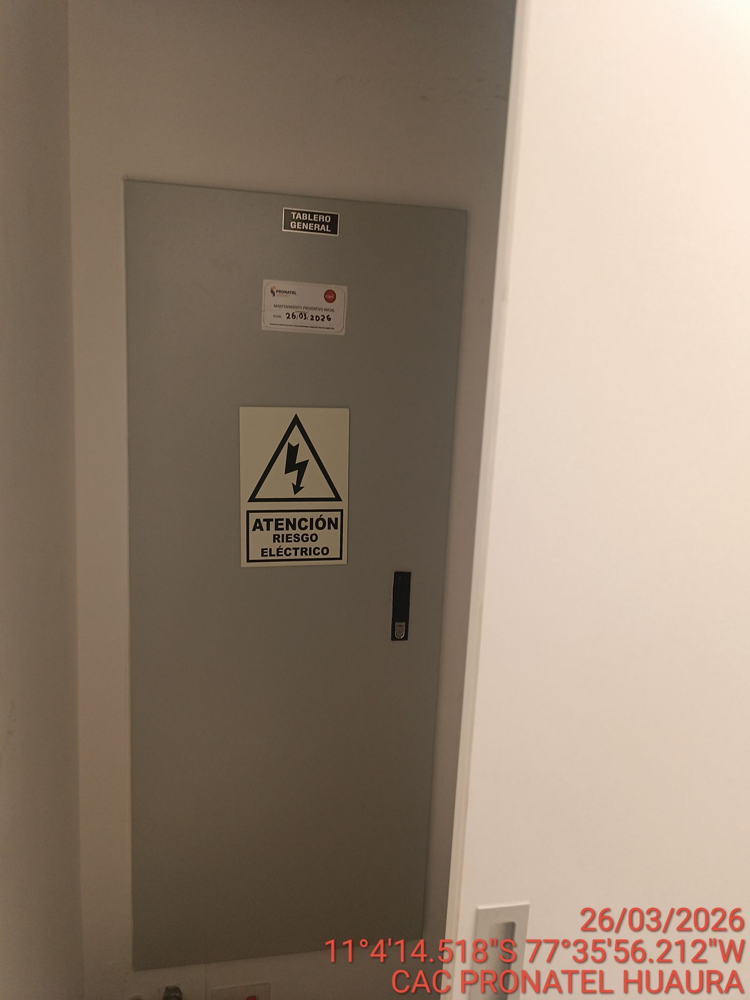 TABLERO
GENERAL
PRONATEL
Claro
MANTENIMIENTO PREVENTIVO ANUAL
FECHA: 26/03/2026
ATENCIÓN
RIESGO
ELÉCTRICO
26/03/2026
11°4'14.518"S 77°35'56.212"W
CAC PRONATEL HUAURA